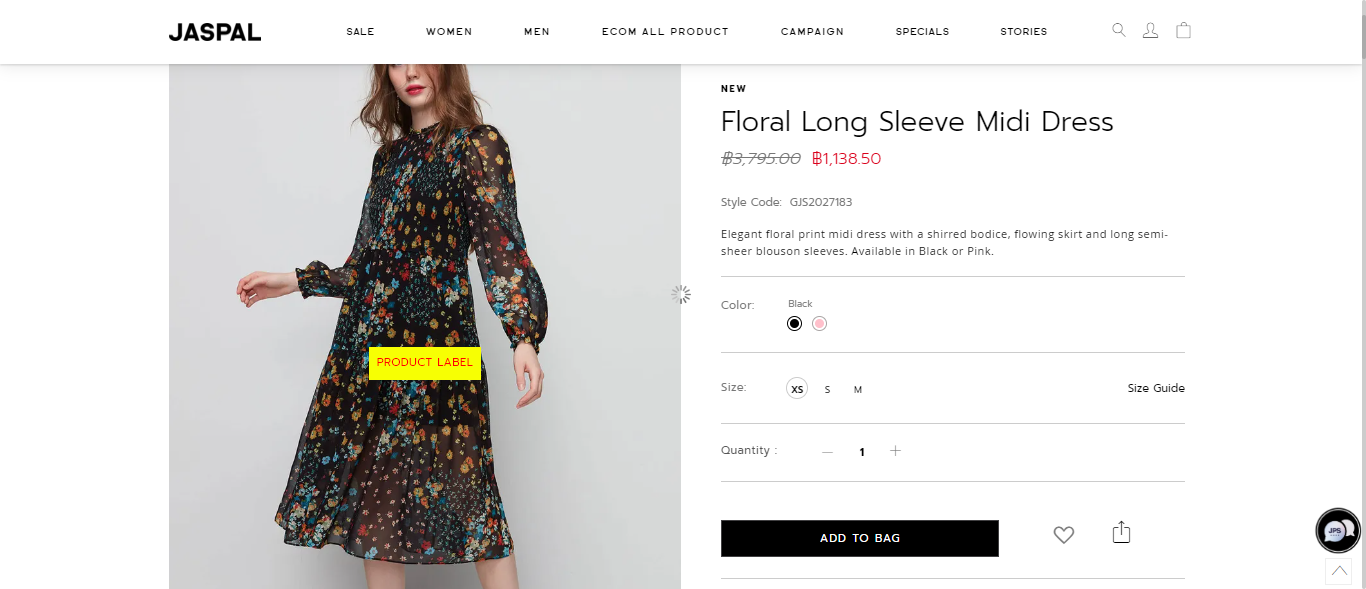 JASPAL
SALE
WOMEN
MEN
ECOM ALL PRODUCT
CAMPAIGN
SPECIALS
STORIES
NEW
Floral Long Sleeve Midi Dress
฿3,795.00 ฿1,138.50
Style Code: GJS2027183
Elegant floral print midi dress with a shirred bodice, flowing skirt and long semi-
sheer blouson sleeves. Available in Black or Pink.
Color: Black
PRODUCT LABEL
Size: XS S M Size Guide
Quantity : 1
ADD TO BAG
JPS